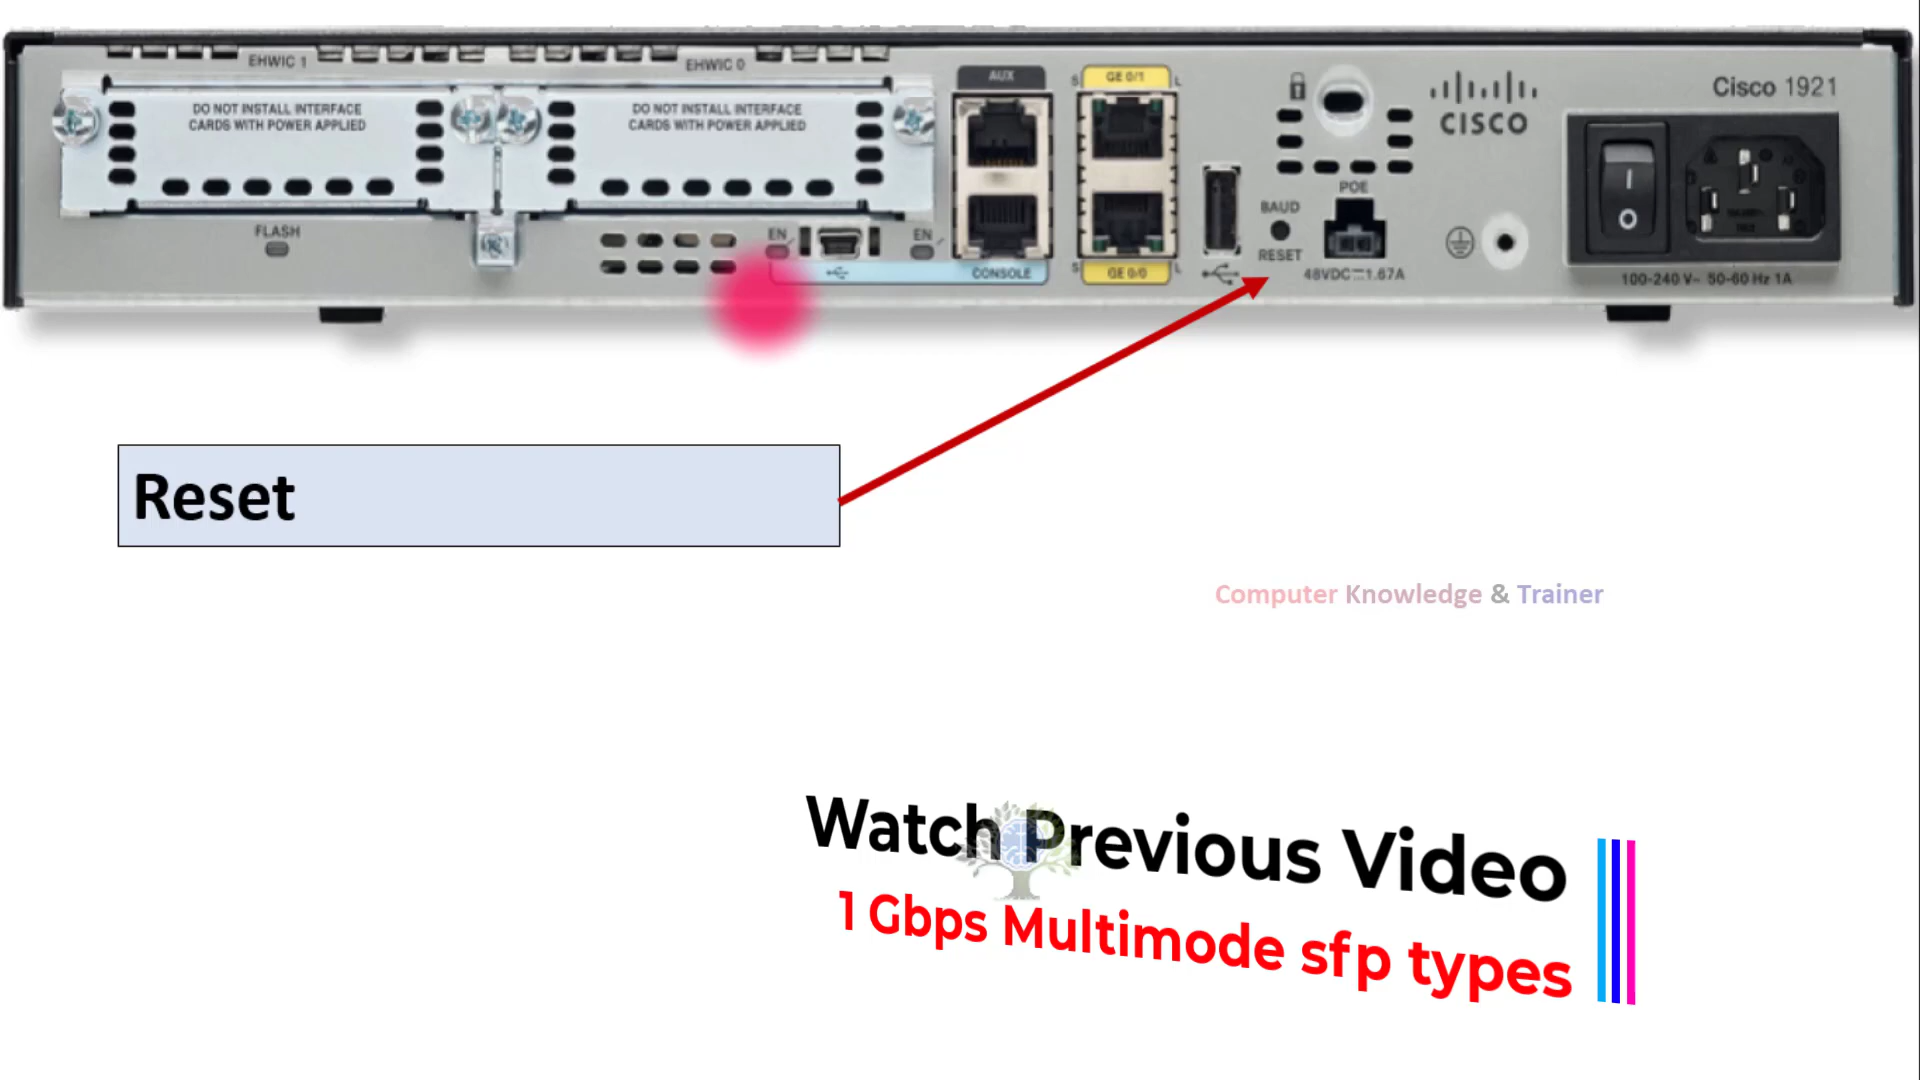 EHWIC 1
EHWIC 0
AUX
S GE 0/1 L
Cisco 1921
DO NOT INSTALL INTERFACE
CARDS WITH POWER APPLIED
DO NOT INSTALL INTERFACE
CARDS WITH POWER APPLIED
CISCO
POE
BAUD
FLASH
EN
EN
RESET
CONSOLE
S GE 0/0 L
48VDC 1.67A
100-240 V~ 50-60 Hz 1A
Reset
Computer Knowledge & Trainer
Watch Previous Video
1 Gbps Multimode sfp types